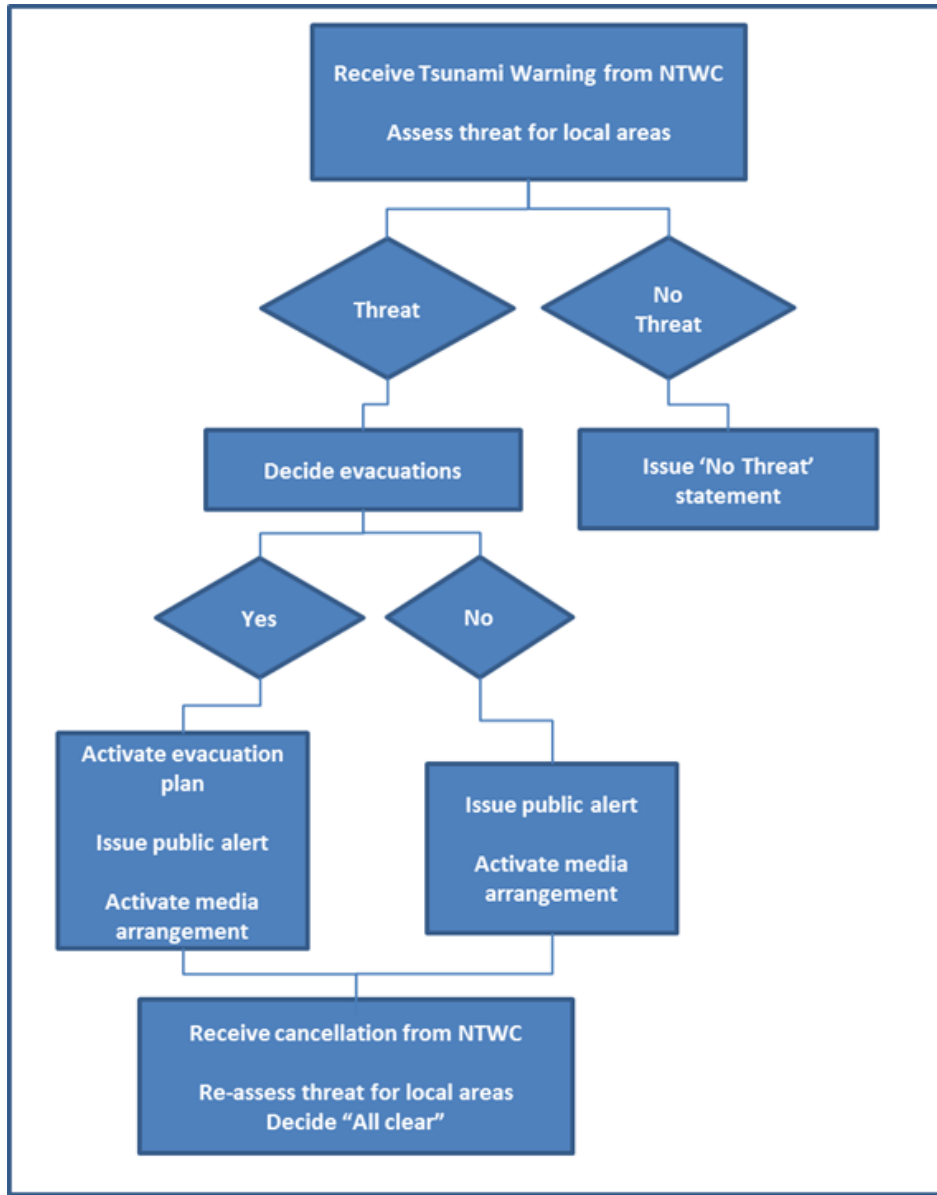 Receive Tsunami Warning from NTWC
Assess threat for local areas
Threat
No
Threat
Decide evacuations
Issue ‘No Threat’
statement
Yes
No
Activate evacuation
plan
Issue public alert
Activate media
arrangement
Issue public alert
Activate media
arrangement
Receive cancellation from NTWC
Re-assess threat for local areas
Decide “All clear”